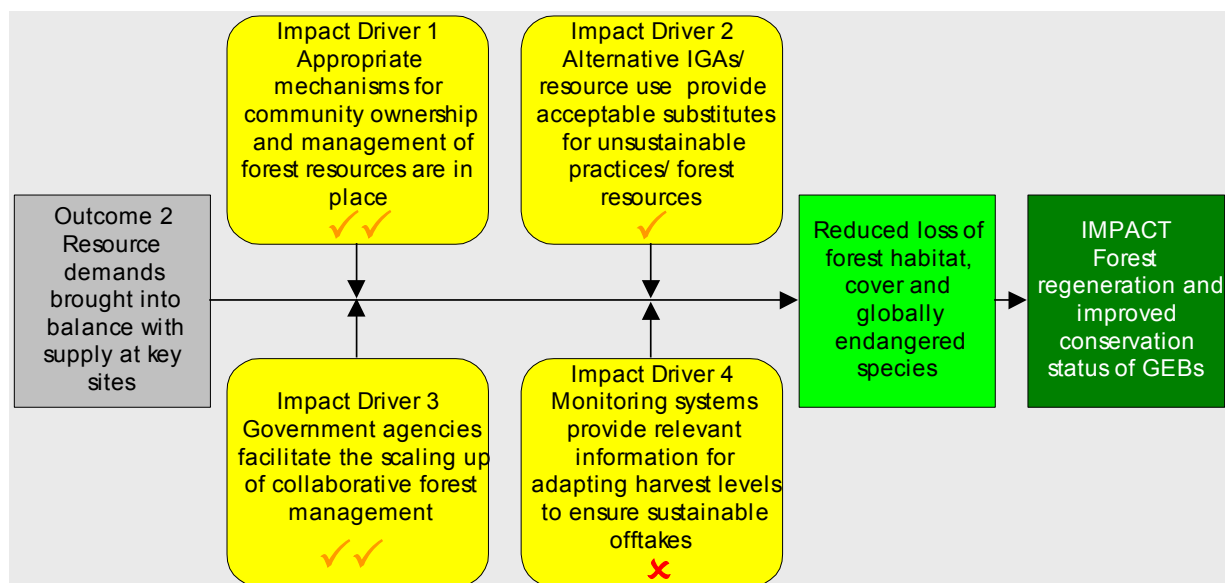 Outcome 2
Resource
demands
brought into
balance with
supply at key
sites
Impact Driver 1
Appropriate
mechanisms for
community ownership
and management of
forest resources are in
place
✓✓
Impact Driver 2
Alternative IGAs/
resource use provide
acceptable substitutes
for unsustainable
practices/ forest
resources
✓
Impact Driver 3
Government agencies
facilitate the scaling up
of collaborative forest
management
✓✓
Impact Driver 4
Monitoring systems
provide relevant
information for
adapting harvest levels
to ensure sustainable
offtakes
✘
Reduced loss of
forest habitat,
cover and
globally
endangered
species
IMPACT
Forest
regeneration and
improved
conservation
status of GEBs